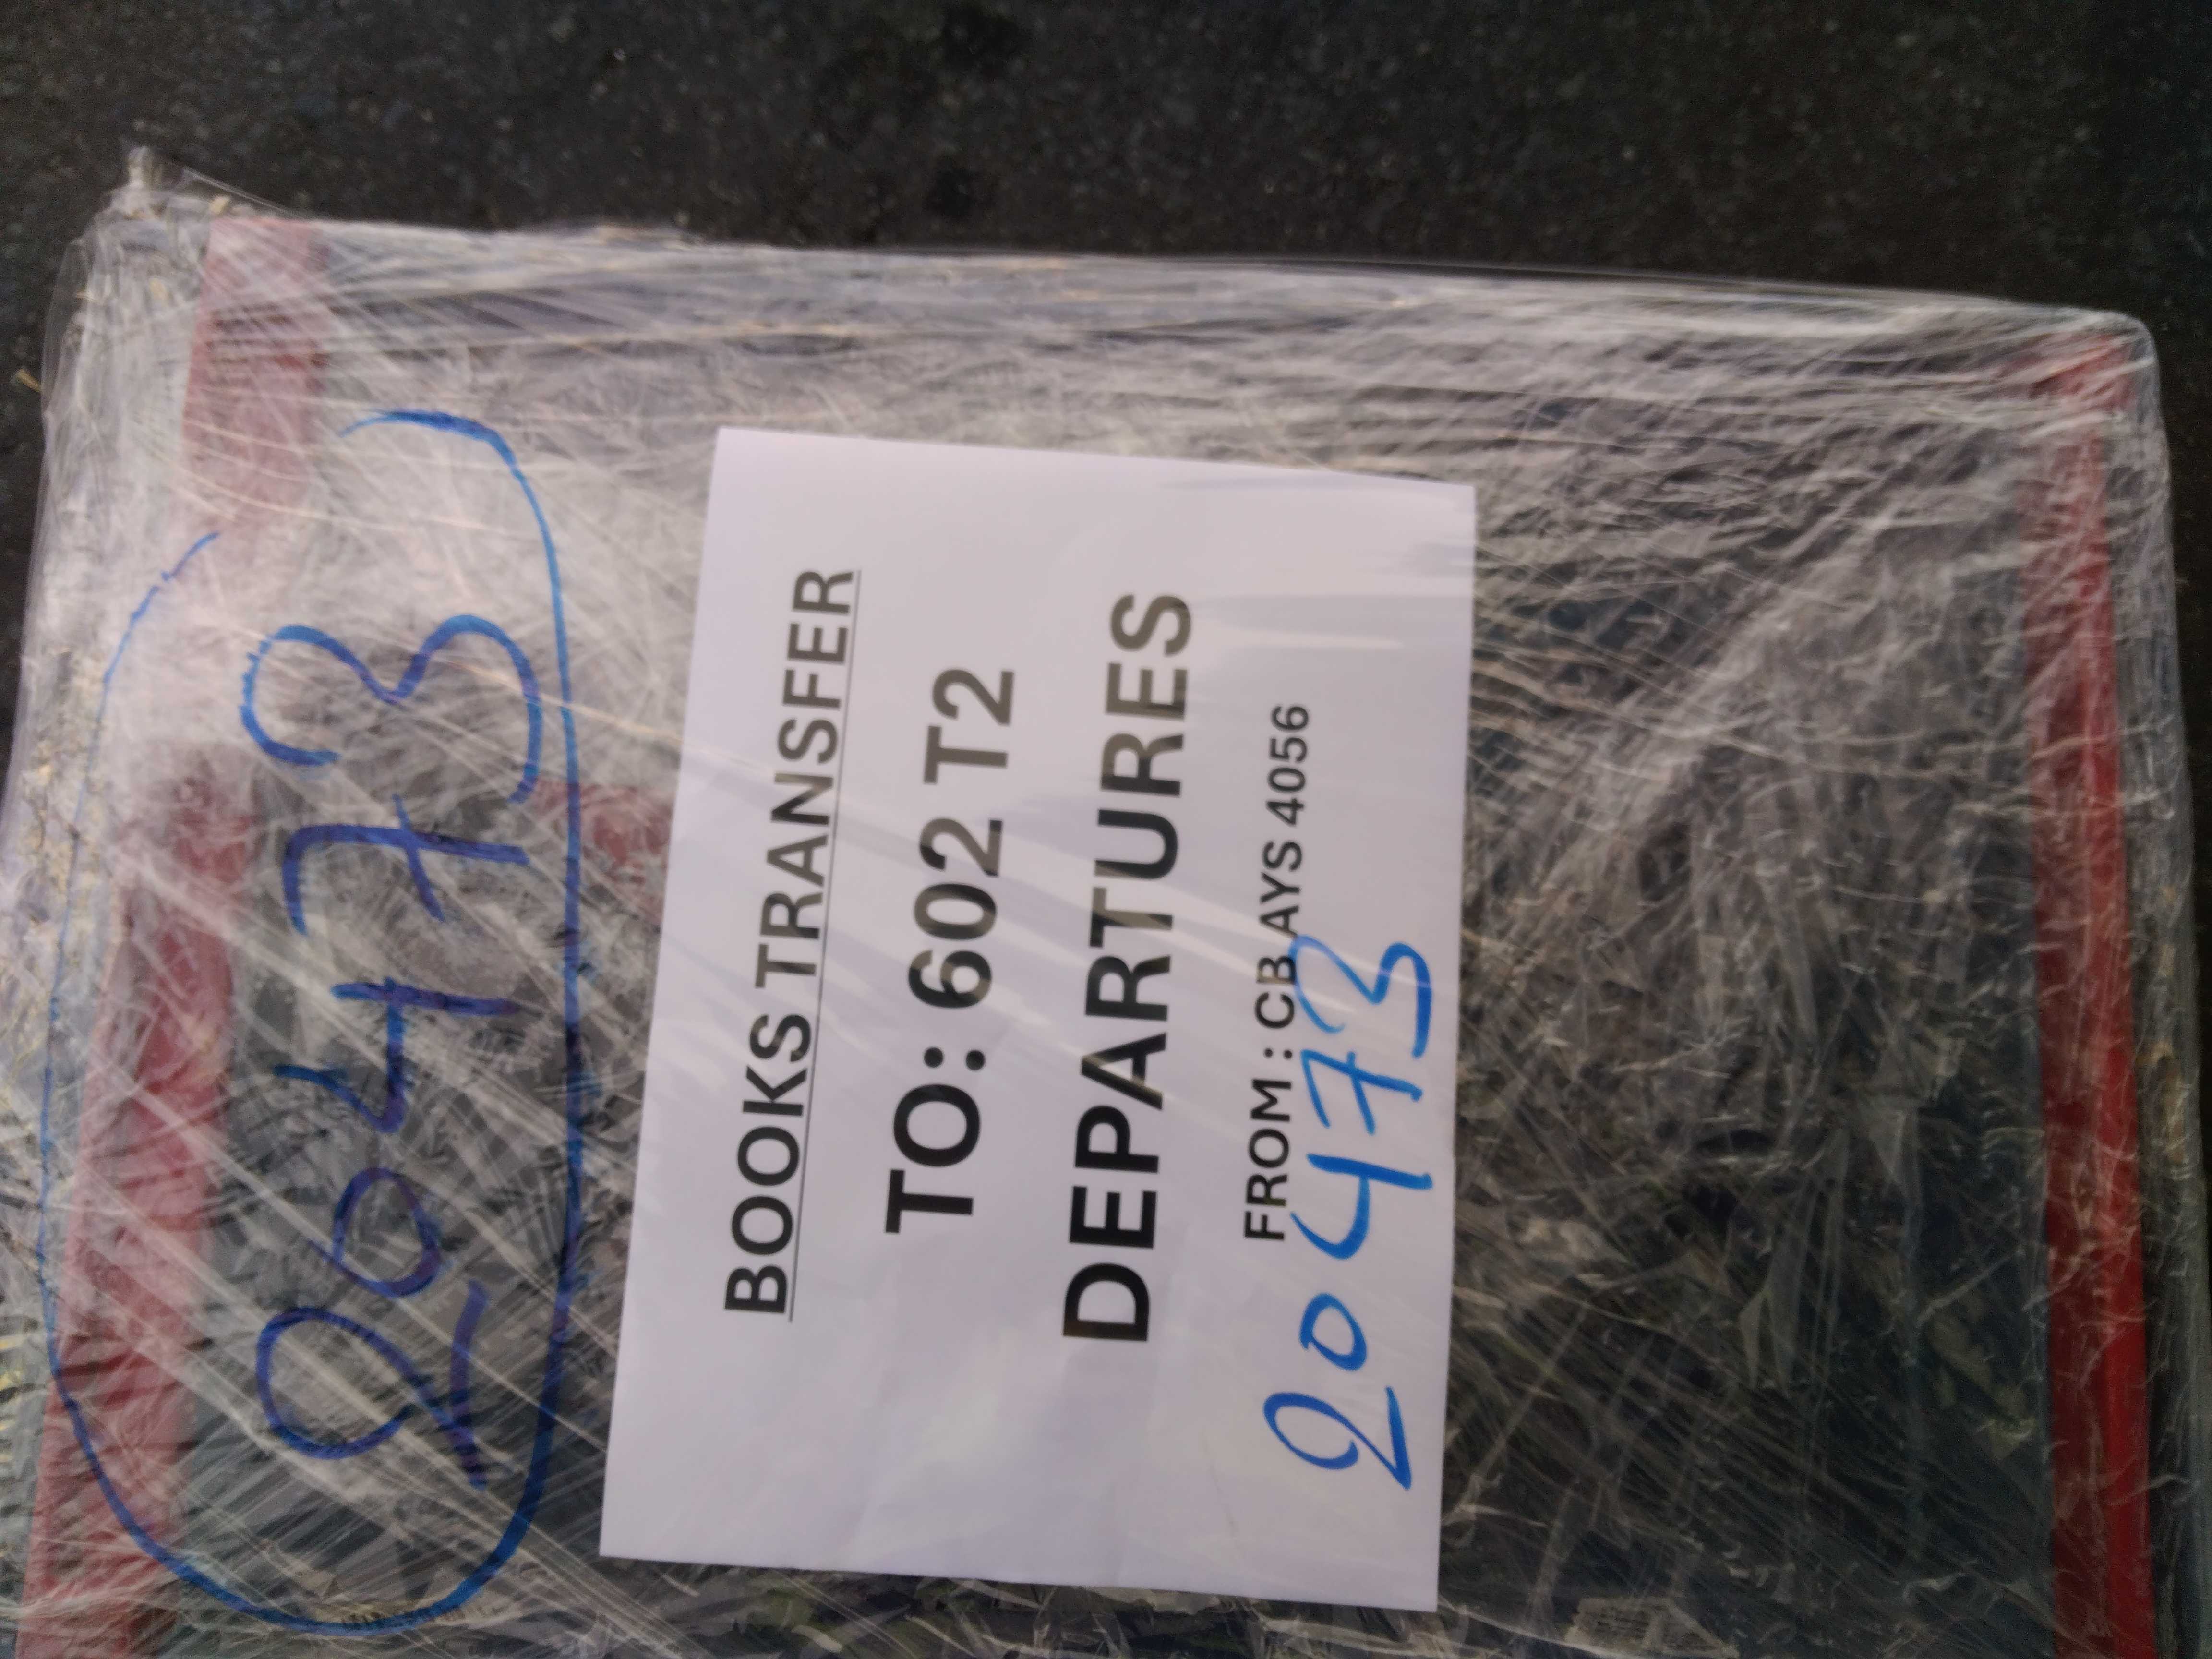 20473
BOOKS TRANSFER
TO: 602 T2
DEPARTURES
FROM : CB AYS 4056
20473